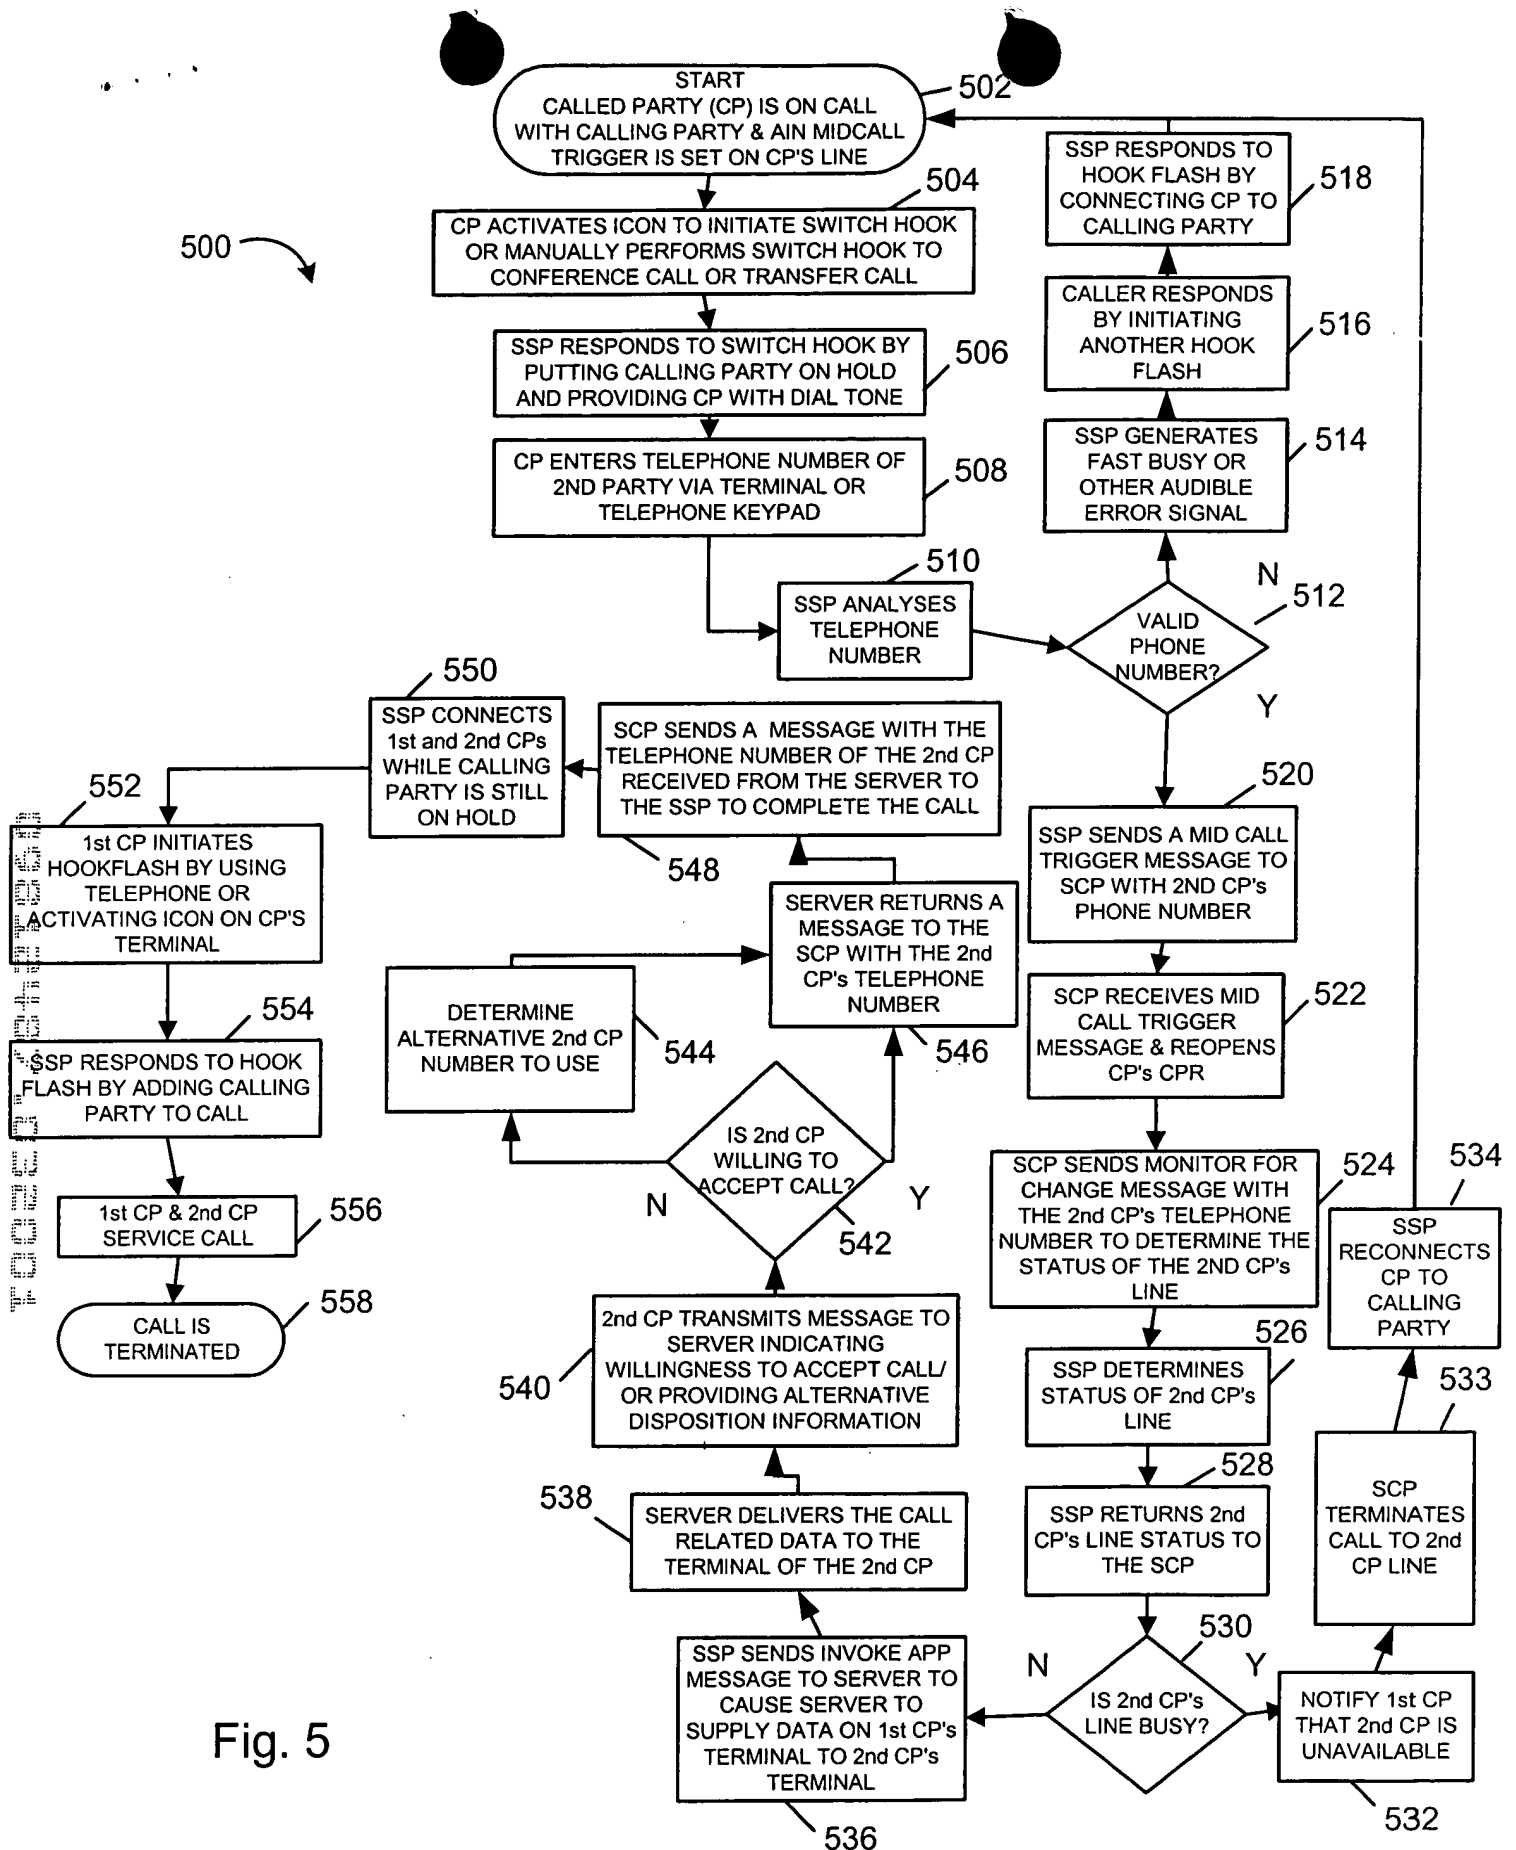 START
CALLED PARTY (CP) IS ON CALL
WITH CALLING PARTY & AIN MIDCALL
TRIGGER IS SET ON CP'S LINE
502
504
CP ACTIVATES ICON TO INITIATE SWITCH HOOK
OR MANUALLY PERFORMS SWITCH HOOK TO
CONFERENCE CALL OR TRANSFER CALL
500
SSP RESPONDS TO SWITCH HOOK BY
PUTTING CALLING PARTY ON HOLD
AND PROVIDING CP WITH DIAL TONE
506
CP ENTERS TELEPHONE NUMBER OF
2ND PARTY VIA TERMINAL OR
TELEPHONE KEYPAD
508
510
SSP ANALYSES
TELEPHONE
NUMBER
VALID
PHONE
NUMBER?
512
N
Y
SSP GENERATES
FAST BUSY OR
OTHER AUDIBLE
ERROR SIGNAL
514
CALLER RESPONDS
BY INITIATING
ANOTHER HOOK
FLASH
516
SSP RESPONDS TO
HOOK FLASH BY
CONNECTING CP TO
CALLING PARTY
518
520
SSP SENDS A MID CALL
TRIGGER MESSAGE TO
SCP WITH 2ND CP's
PHONE NUMBER
SCP RECEIVES MID
CALL TRIGGER
MESSAGE & REOPENS
CP's CPR
522
SCP SENDS MONITOR FOR
CHANGE MESSAGE WITH
THE 2nd CP's TELEPHONE
NUMBER TO DETERMINE THE
STATUS OF THE 2ND CP's
LINE
524
SSP DETERMINES
STATUS OF 2nd CP's
LINE
526
528
SSP RETURNS 2nd
CP's LINE STATUS TO
THE SCP
530
IS 2nd CP's
LINE BUSY?
N
Y
NOTIFY 1st CP
THAT 2nd CP IS
UNAVAILABLE
532
533
SCP
TERMINATES
CALL TO 2nd
CP LINE
534
SSP
RECONNECTS
CP TO
CALLING
PARTY
SSP SENDS INVOKE APP
MESSAGE TO SERVER TO
CAUSE SERVER TO
SUPPLY DATA ON 1st CP's
TERMINAL TO 2nd CP's
TERMINAL
536
538
SERVER DELIVERS THE CALL
RELATED DATA TO THE
TERMINAL OF THE 2nd CP
540
2nd CP TRANSMITS MESSAGE TO
SERVER INDICATING
WILLINGNESS TO ACCEPT CALL/
OR PROVIDING ALTERNATIVE
DISPOSITION INFORMATION
IS 2nd CP
WILLING TO
ACCEPT CALL?
542
N
Y
DETERMINE
ALTERNATIVE 2nd CP
NUMBER TO USE
544
SERVER RETURNS A
MESSAGE TO THE
SCP WITH THE 2nd
CP's TELEPHONE
NUMBER
546
SCP SENDS A MESSAGE WITH THE
TELEPHONE NUMBER OF THE 2nd CP
RECEIVED FROM THE SERVER TO
THE SSP TO COMPLETE THE CALL
548
550
SSP CONNECTS
1st and 2nd CPs
WHILE CALLING
PARTY IS STILL
ON HOLD
552
1st CP INITIATES
HOOKFLASH BY USING
TELEPHONE OR
ACTIVATING ICON ON CP'S
TERMINAL
554
SSP RESPONDS TO HOOK
FLASH BY ADDING CALLING
PARTY TO CALL
1st CP & 2nd CP
SERVICE CALL
556
CALL IS
TERMINATED
558
Fig. 5